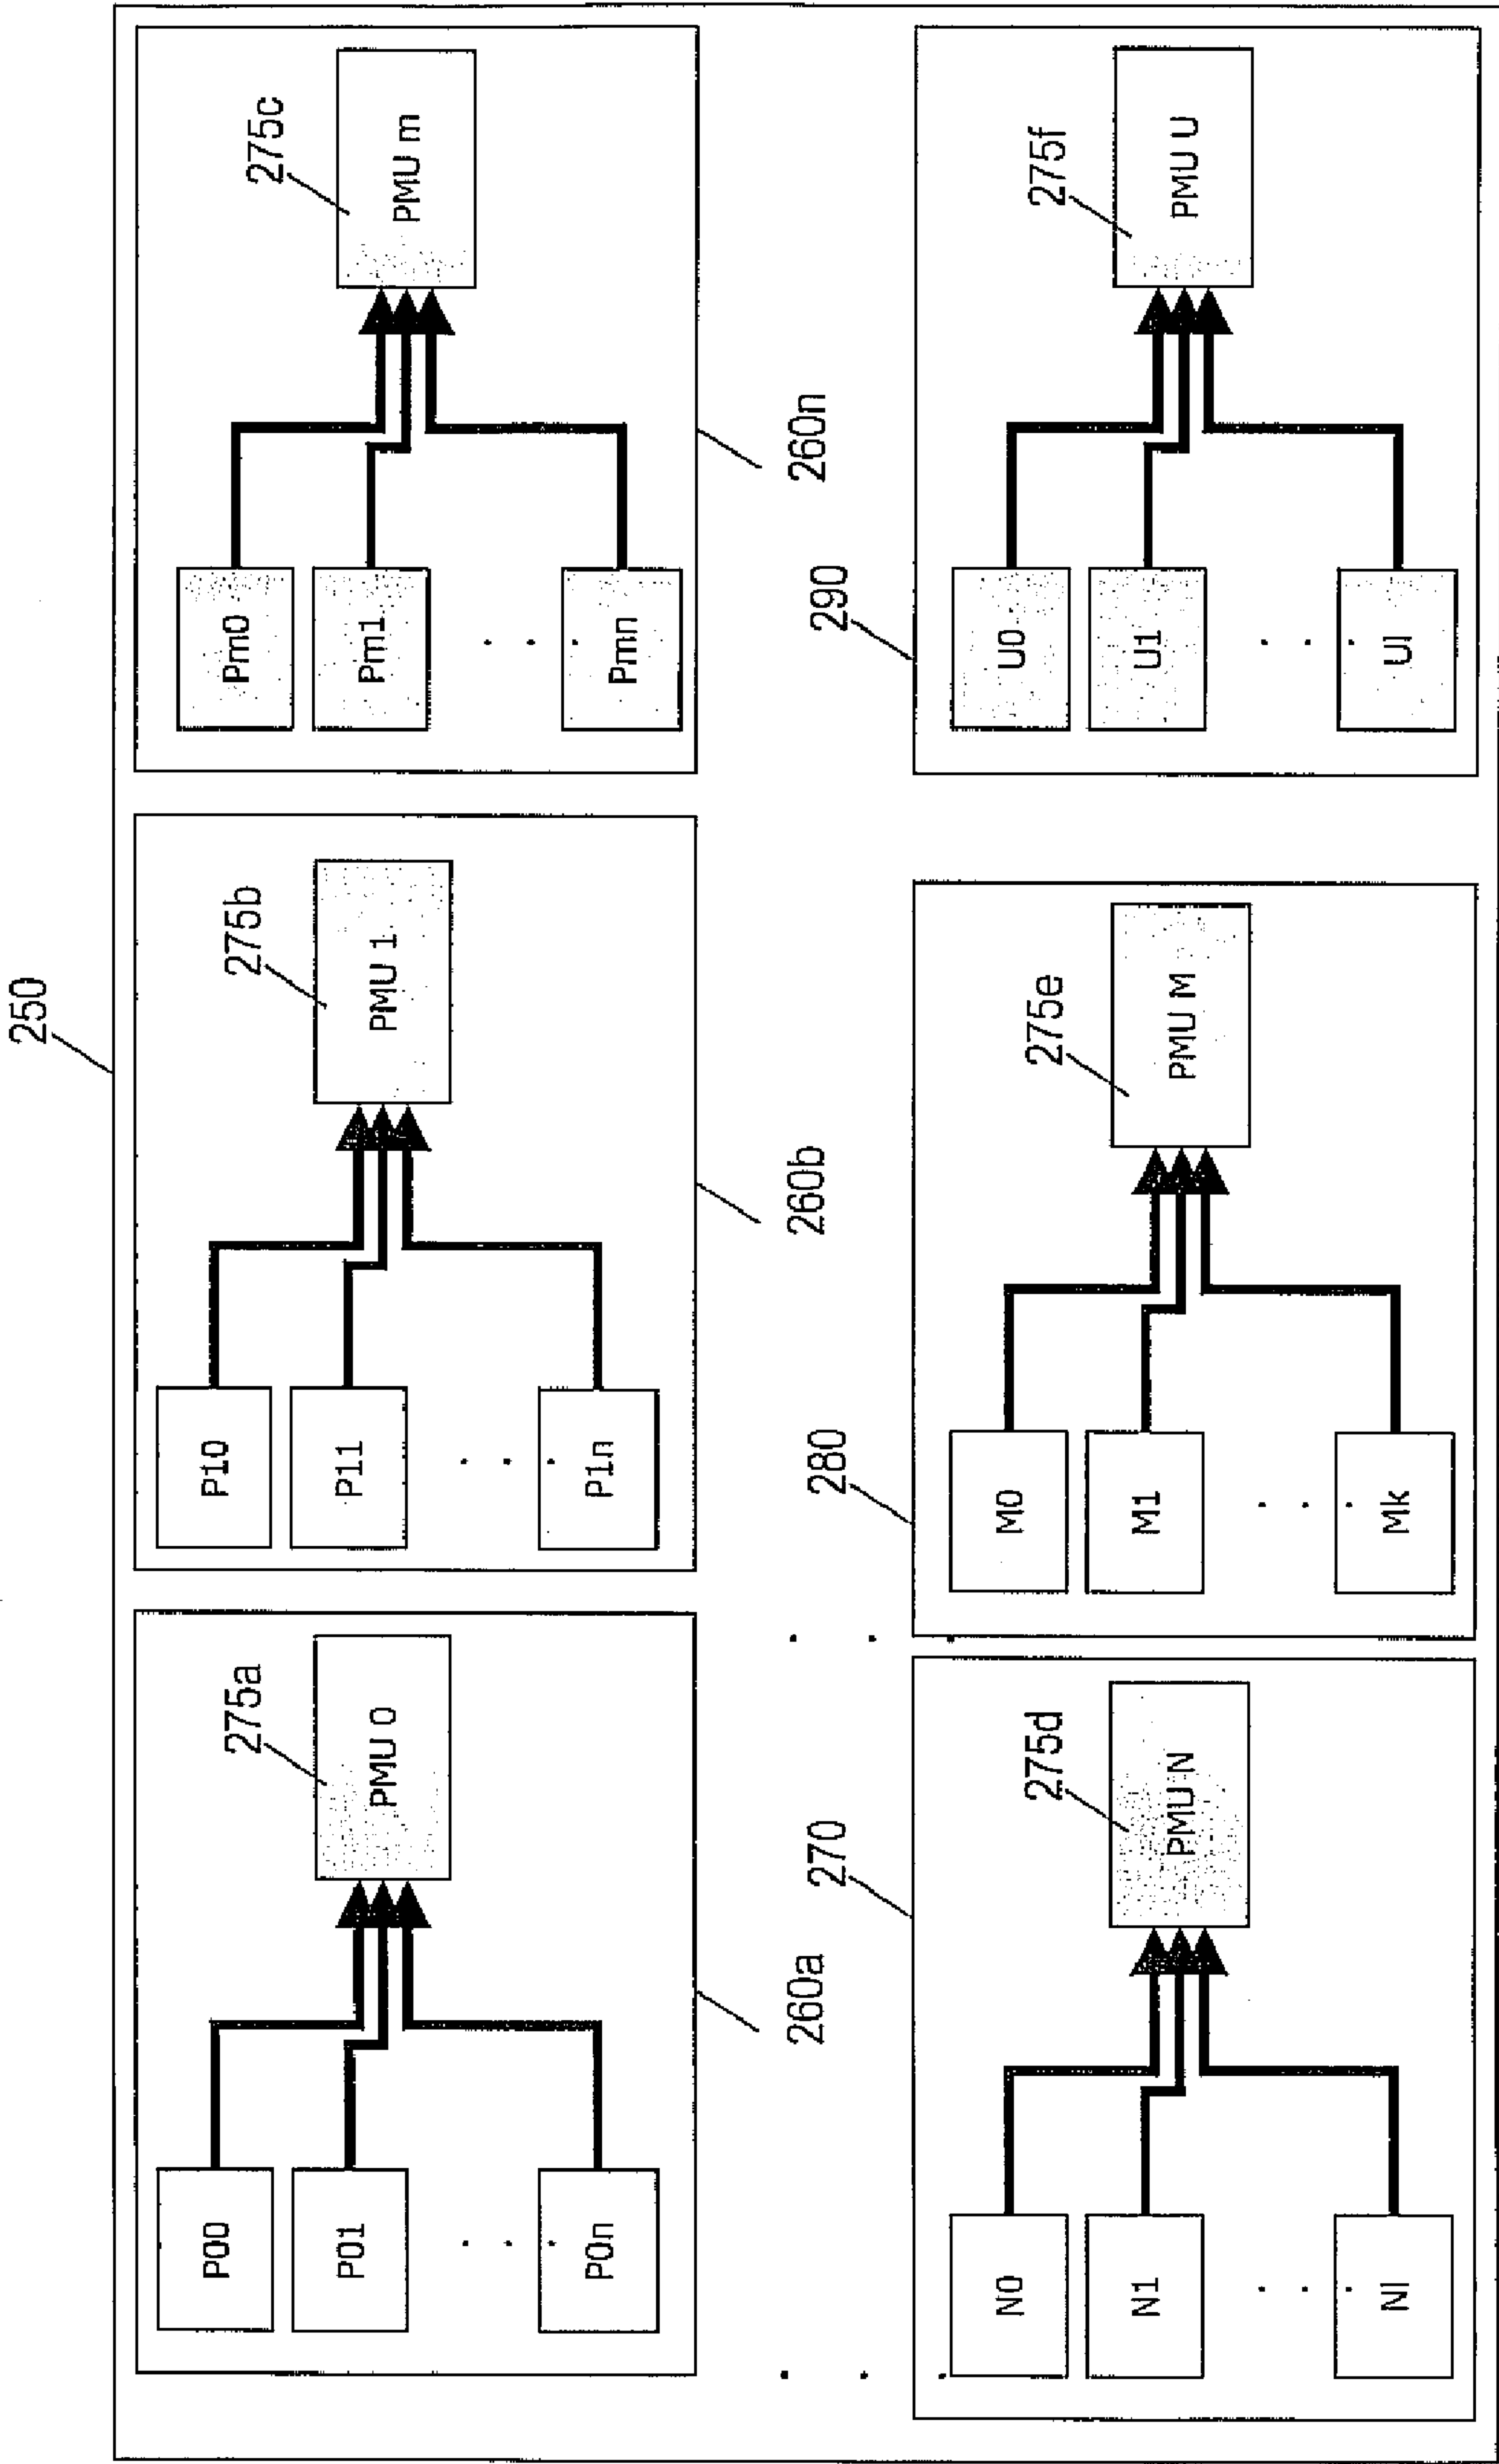 250
P00
P01
P0n
275a
PMU 0
260a
P10
P11
P1n
275b
PMU 1
260b
Pm0
Pm1
Pmn
275c
PMU m
260n
270
N0
N1
Nl
275d
PMU N
280
M0
M1
Mk
275e
PMU M
290
U0
U1
Ul
275f
PMU U